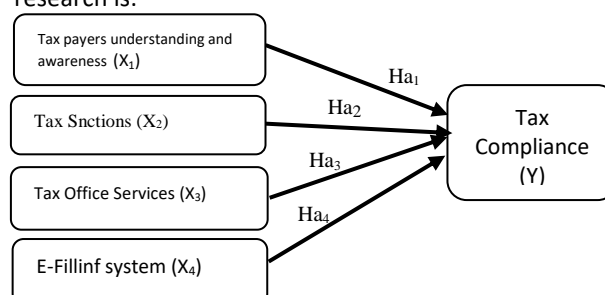 research is:
Tax payers understanding and
awareness (X₁)
Ha₁
Tax Snctions (X₂)
Ha2
Tax
Compliance
(Y)
Ha₃
Tax Office Services (X₃)
Ha₄
E-Fillinf system (X₄)